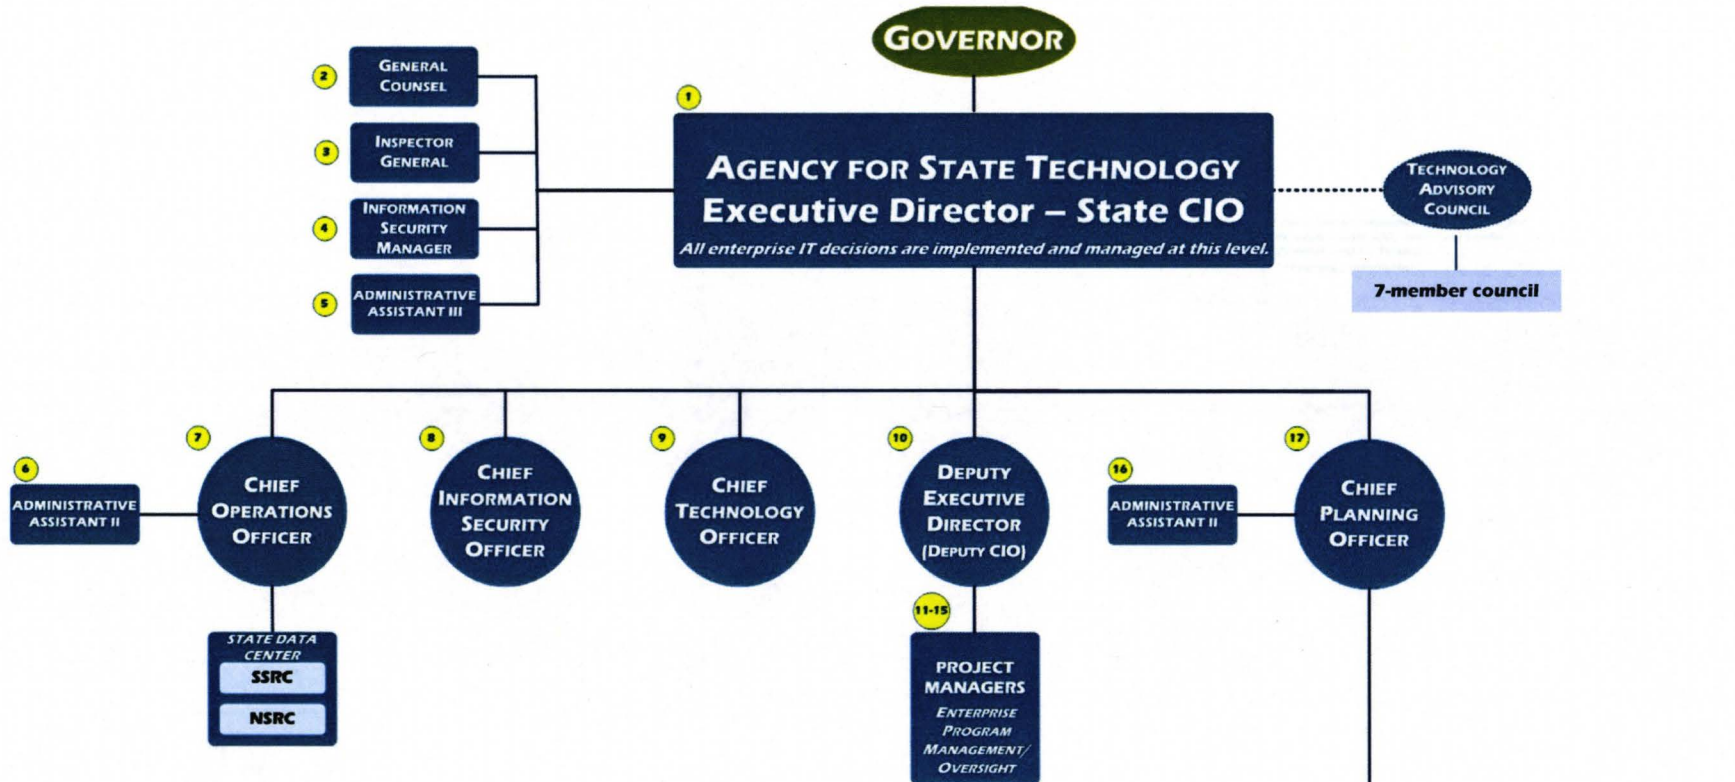 GOVERNOR
2
GENERAL
COUNSEL
1
3
INSPECTOR
GENERAL
AGENCY FOR STATE TECHNOLOGY
Executive Director – State CIO
All enterprise IT decisions are implemented and managed at this level.
TECHNOLOGY
ADVISORY
COUNCIL
4
INFORMATION
SECURITY
MANAGER
7-member council
5
ADMINISTRATIVE
ASSISTANT III
6
ADMINISTRATIVE
ASSISTANT II
7
CHIEF
OPERATIONS
OFFICER
8
CHIEF
INFORMATION
SECURITY
OFFICER
9
CHIEF
TECHNOLOGY
OFFICER
10
DEPUTY
EXECUTIVE
DIRECTOR
(DEPUTY CIO)
16
ADMINISTRATIVE
ASSISTANT II
17
CHIEF
PLANNING
OFFICER
STATE DATA
CENTER
SSRC
NSRC
11-15
PROJECT
MANAGERS
ENTERPRISE
PROGRAM
MANAGEMENT/
OVERSIGHT